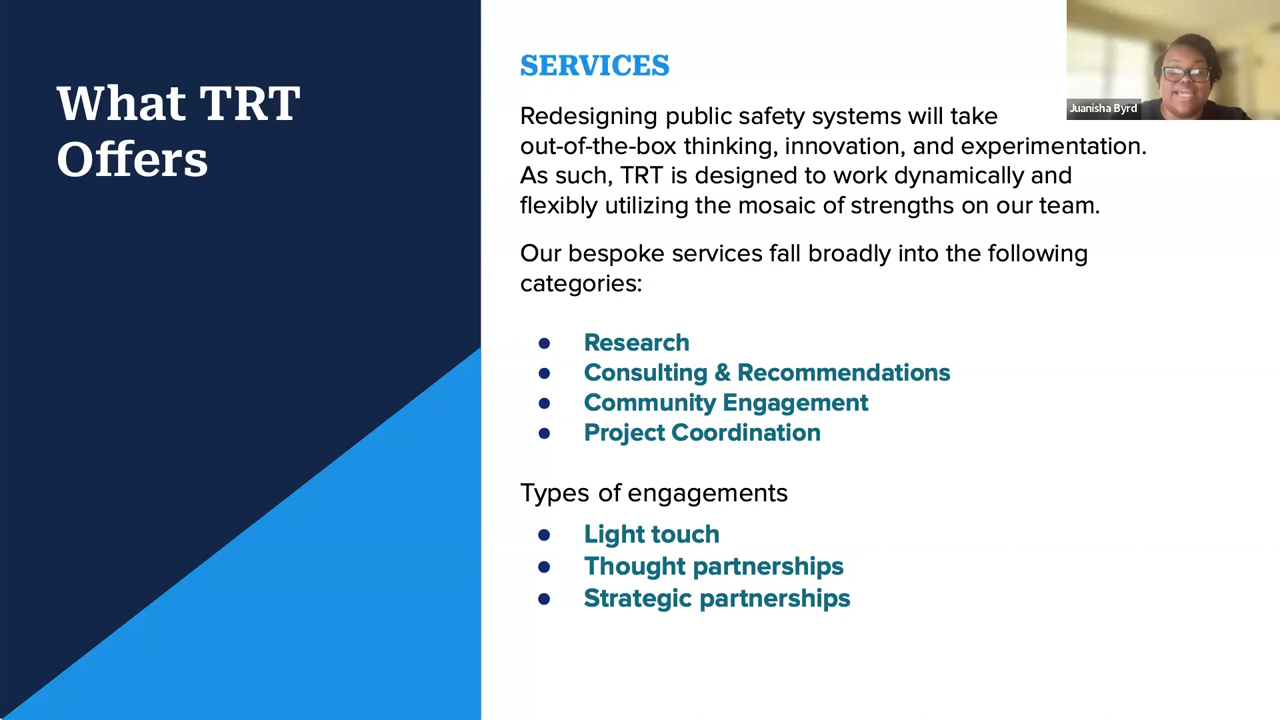 What TRT
Offers
SERVICES
Redesigning public safety systems will take
out-of-the-box thinking, innovation, and experimentation.
As such, TRT is designed to work dynamically and
flexibly utilizing the mosaic of strengths on our team.
Our bespoke services fall broadly into the following
categories:
● Research
● Consulting & Recommendations
● Community Engagement
● Project Coordination
Types of engagements
● Light touch
● Thought partnerships
● Strategic partnerships
Juanisha Byrd